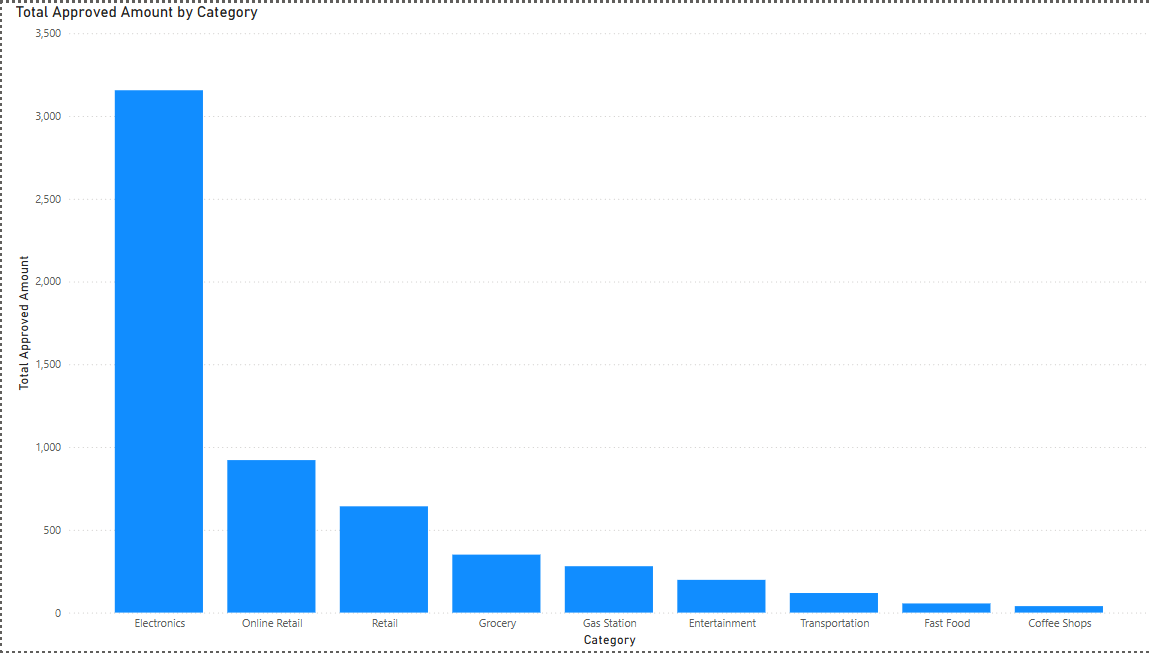 Total Approved Amount by Category
3,500
3,000
2,500
2,000
1,500
1,000
500
0
Total Approved Amount
Electronics
Online Retail
Retail
Grocery
Gas Station
Entertainment
Transportation
Fast Food
Coffee Shops
Category